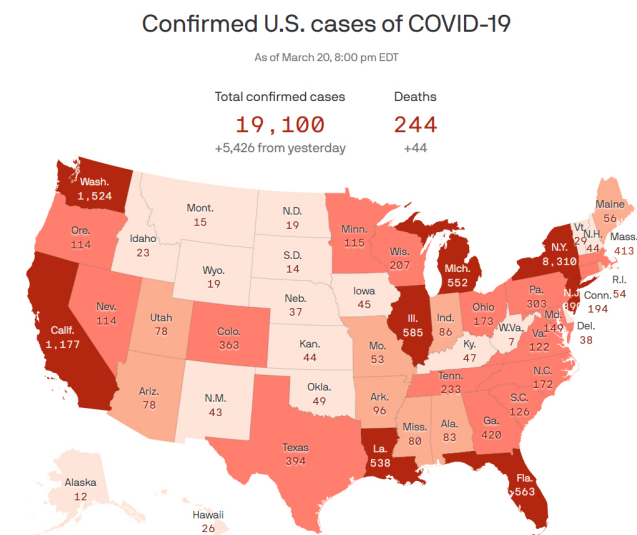 Confirmed U.S. cases of COVID-19
As of March 20, 8:00 pm EDT
Total confirmed cases
19,100
+5,426 from yesterday
Deaths
244
+44
Wash.
1,524
Ore.
114
Calif.
1,177
Nev.
114
Idaho
23
Mont.
15
Wyo.
19
Utah
78
Ariz.
78
Colo.
363
N.M.
43
N.D.
19
S.D.
14
Neb.
37
Kan.
44
Okla.
49
Texas
394
Minn.
115
Iowa
45
Mo.
53
Ark.
96
La.
538
Wis.
207
Ill.
585
Mich.
552
Ind.
86
Ohio
173
Ky.
47
Tenn.
233
Miss.
80
Ala.
83
Ga.
420
Fla.
563
S.C.
126
N.C.
172
Va.
122
W.Va.
7
Md.
149
Del.
38
Pa.
303
N.J.
N.Y.
8,310
Conn.
194
R.I.
54
Mass.
413
Vt.
29
N.H.
44
Maine
56
Alaska
12
Hawaii
26